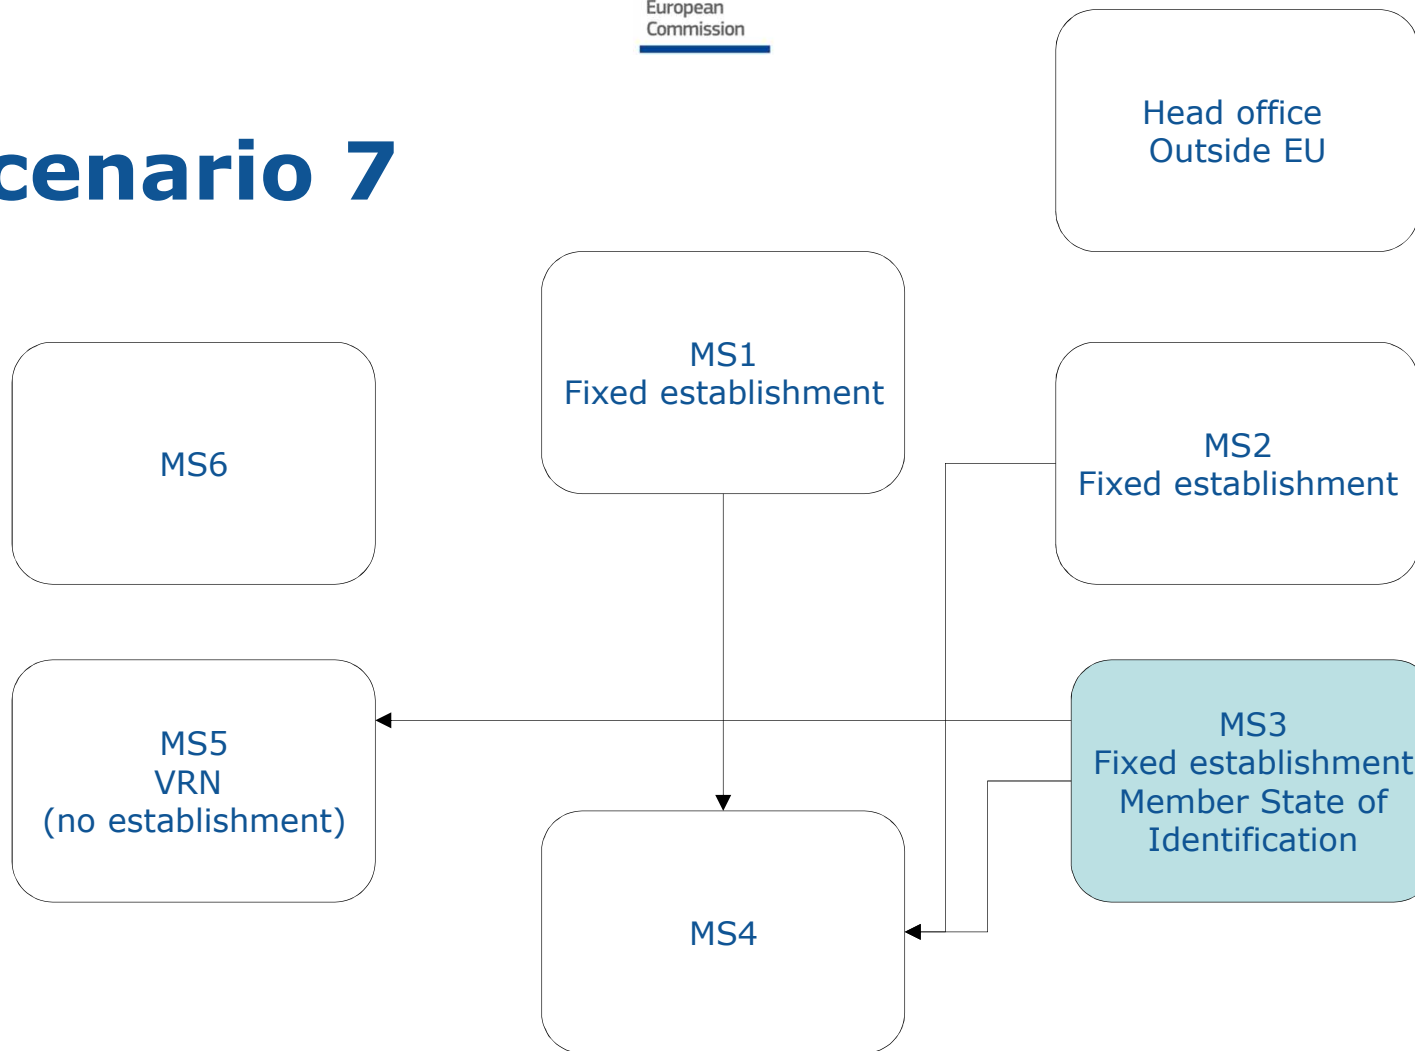 European
Commission
cenario 7
Head office
Outside EU
MS1
Fixed establishment
MS2
Fixed establishment
MS6
MS5
VRN
(no establishment)
MS3
Fixed establishment
Member State of
Identification
MS4